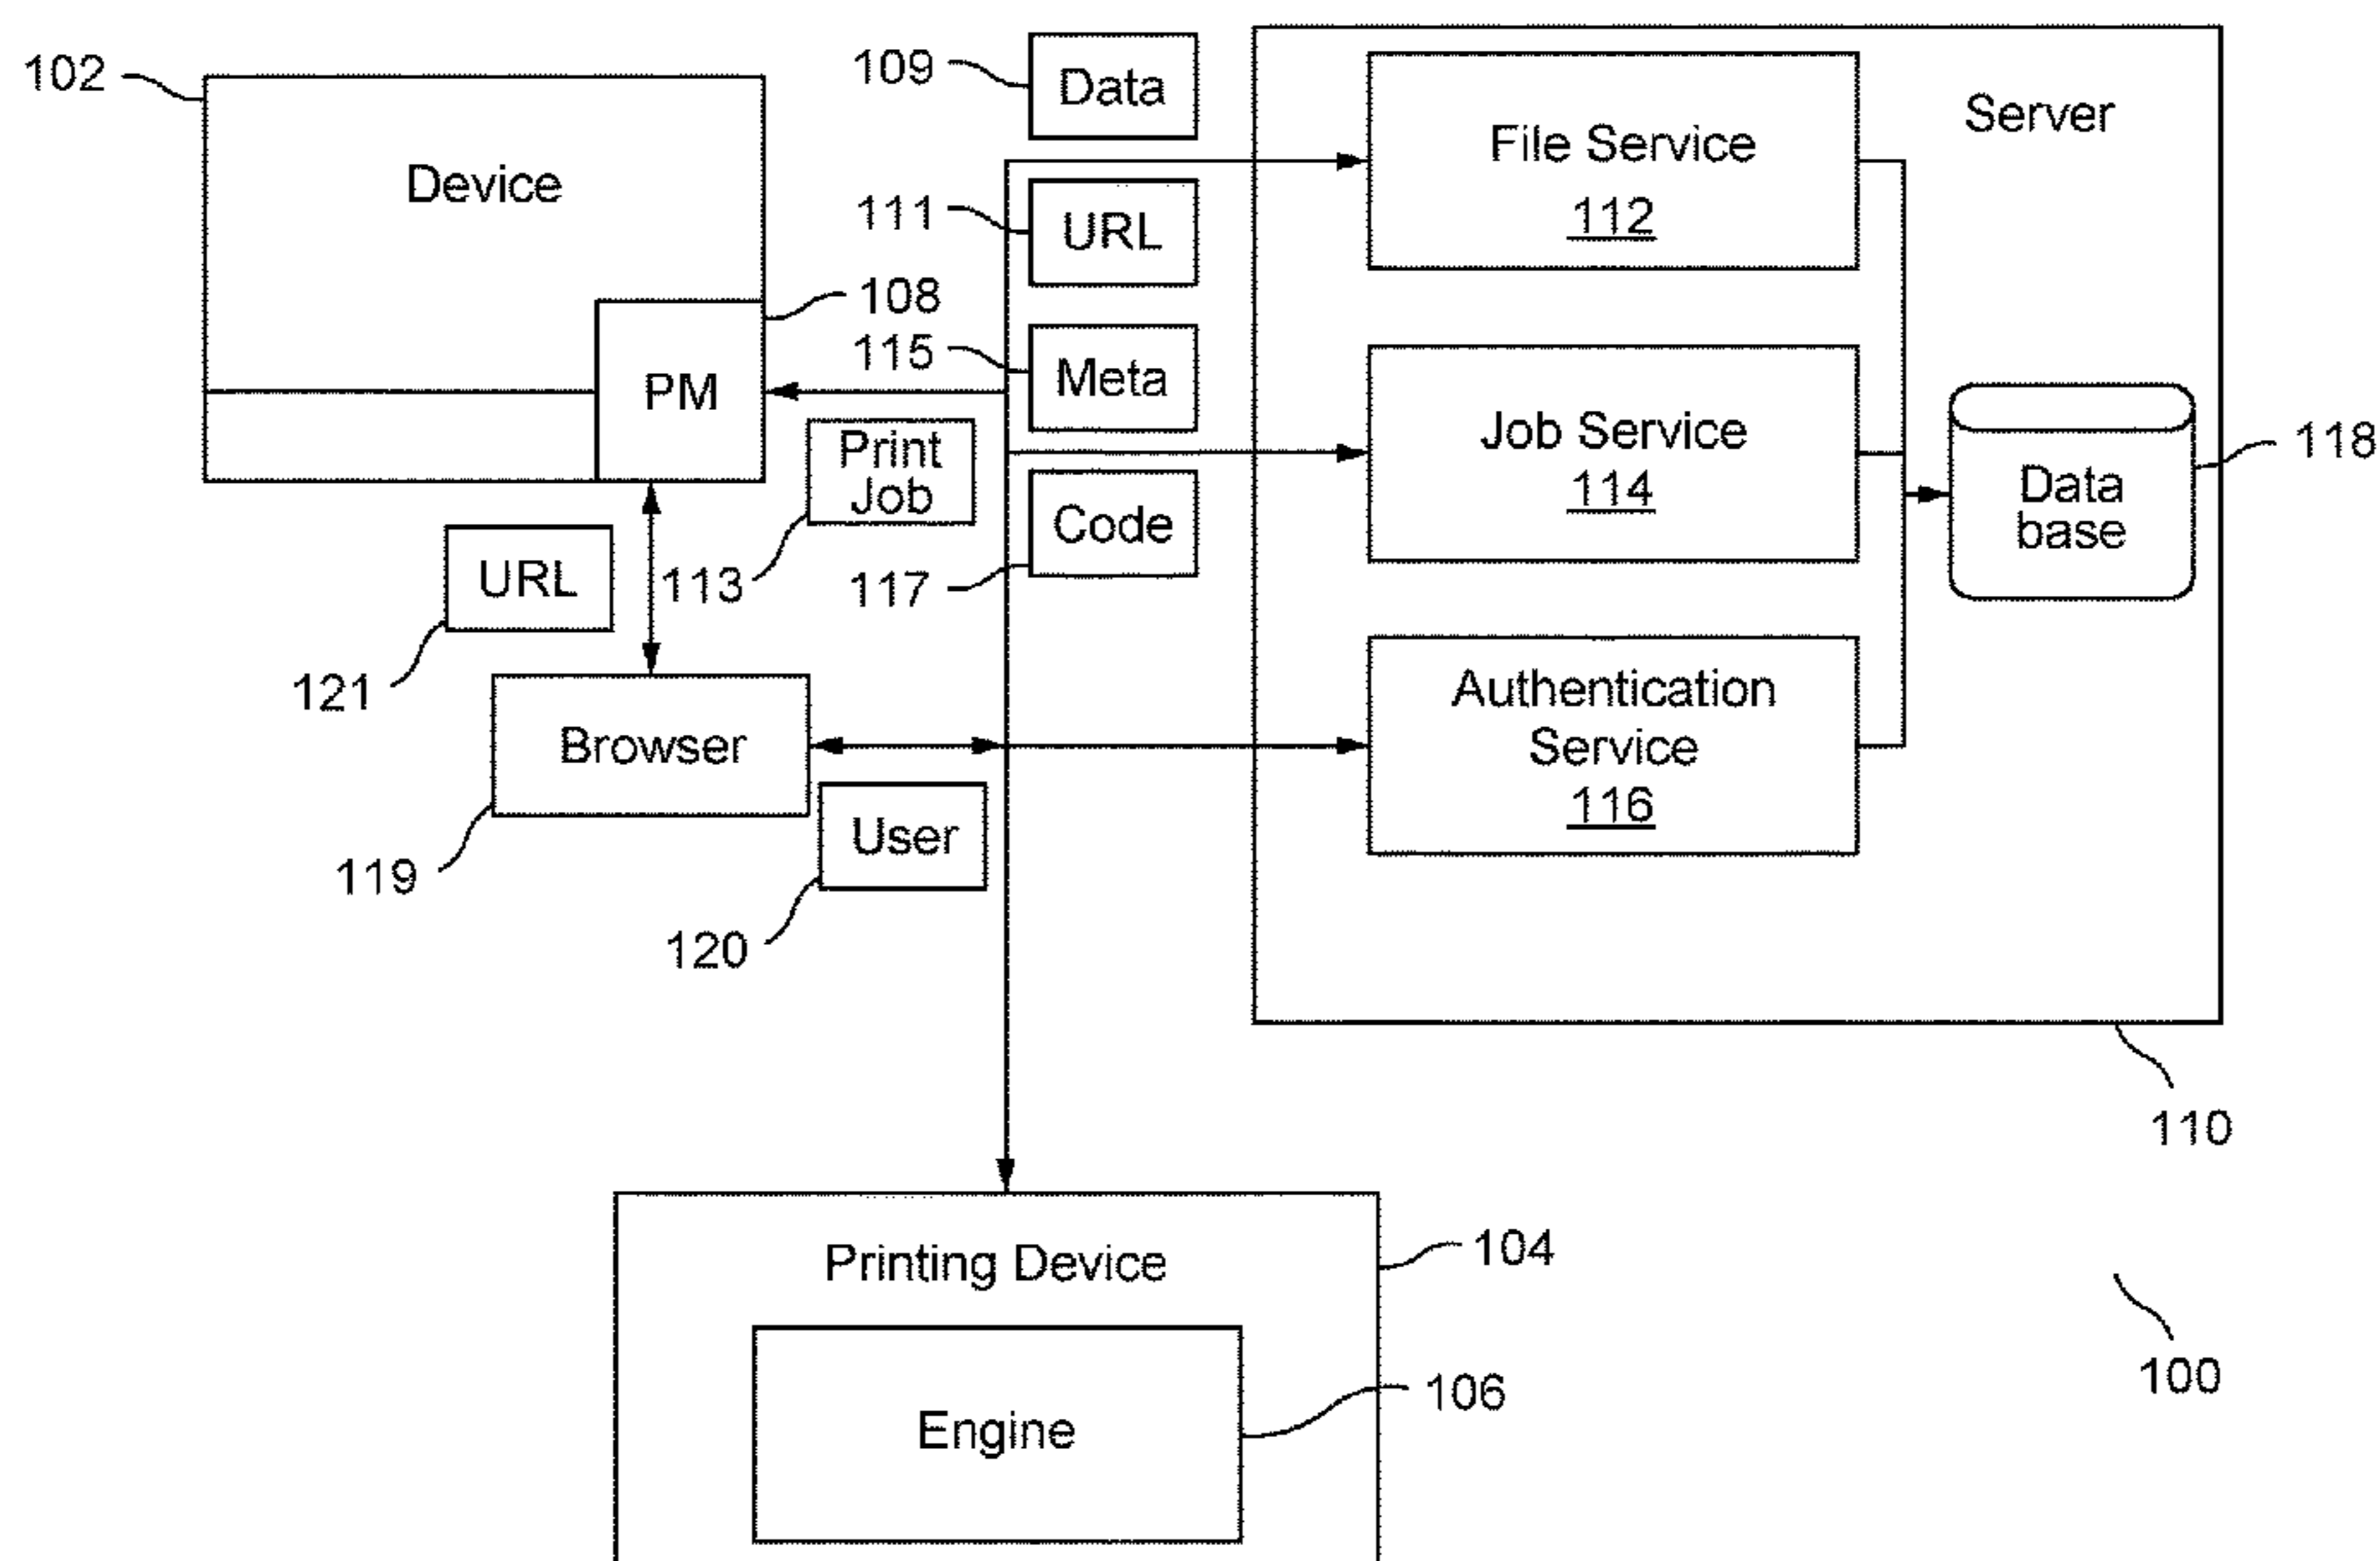 102
Device
108
PM
109
Data
111
URL
115
Meta
Print
Job
113
Code
117
URL
121
Browser
119
User
120
Server
File Service
112
Job Service
114
Authentication
Service
116
Data
base
118
110
Printing Device
104
Engine
106
100